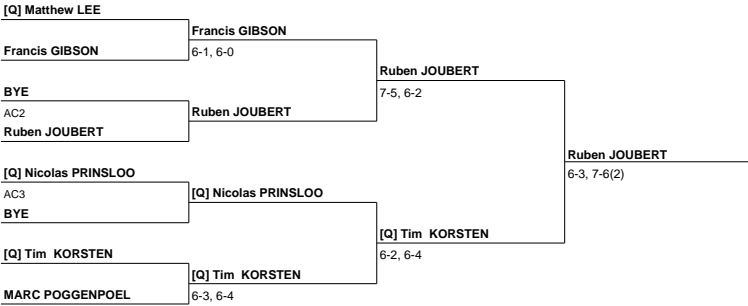 [Q] Matthew LEE
Francis GIBSON
Francis GIBSON
6-1, 6-0
Ruben JOUBERT
7-5, 6-2
BYE
AC2
Ruben JOUBERT
Ruben JOUBERT
Ruben JOUBERT
6-3, 7-6(2)
[Q] Nicolas PRINSLOO
AC3
[Q] Nicolas PRINSLOO
BYE
[Q] Tim  KORSTEN
6-2, 6-4
[Q] Tim  KORSTEN
[Q] Tim  KORSTEN
MARC POGGENPOEL
6-3, 6-4